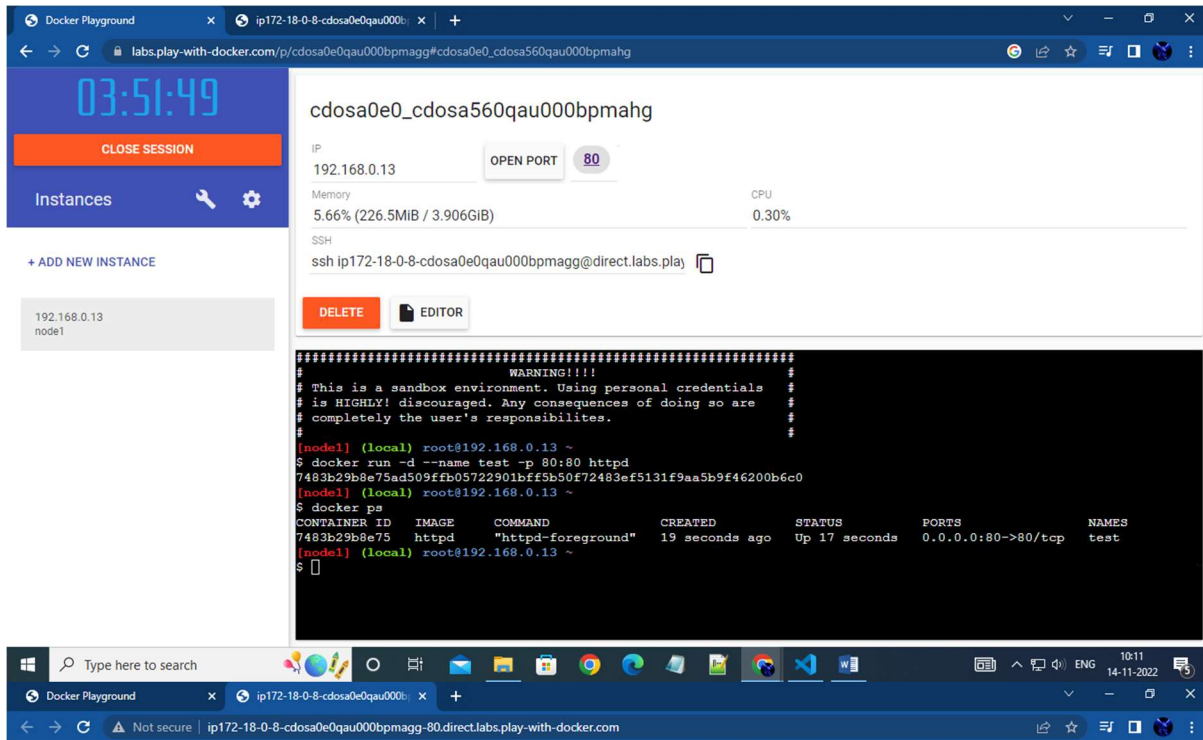 Docker Playground
ip172-18-0-8-cdosa0e0qau000b
labs.play-with-docker.com/p/cdosa0e0qau000bpmagg#cdosa0e0_cdosa560qau000bpmahg
03:51:49
CLOSE SESSION
Instances
+ ADD NEW INSTANCE
192.168.0.13
node1
cdosa0e0_cdosa560qau000bpmahg
IP
192.168.0.13
OPEN PORT
80
Memory
5.66% (226.5MiB / 3.906GiB)
CPU
0.30%
SSH
ssh ip172-18-0-8-cdosa0e0qau000bpmagg@direct.labs.play
DELETE
EDITOR
###############################################################
# WARNING!!!! #
# This is a sandbox environment. Using personal credentials #
# is HIGHLY! discouraged. Any consequences of doing so are #
# completely the user's responsibilites. #
# #
[node1] (local) root@192.168.0.13 ~
$ docker run -d --name test -p 80:80 httpd
7483b29b8e75ad509ffb05722901bff5b50f72483ef5131f9aa5b9f46200b6c0
[node1] (local) root@192.168.0.13 ~
$ docker ps
CONTAINER ID IMAGE COMMAND CREATED STATUS PORTS NAMES
7483b29b8e75 httpd "httpd-foreground" 19 seconds ago Up 17 seconds 0.0.0.0:80->80/tcp test
[node1] (local) root@192.168.0.13 ~
$
Type here to search
ENG
10:11
14-11-2022
5
Docker Playground
ip172-18-0-8-cdosa0e0qau000b
Not secure
ip172-18-0-8-cdosa0e0qau000bpmagg-80.direct.labs.play-with-docker.com